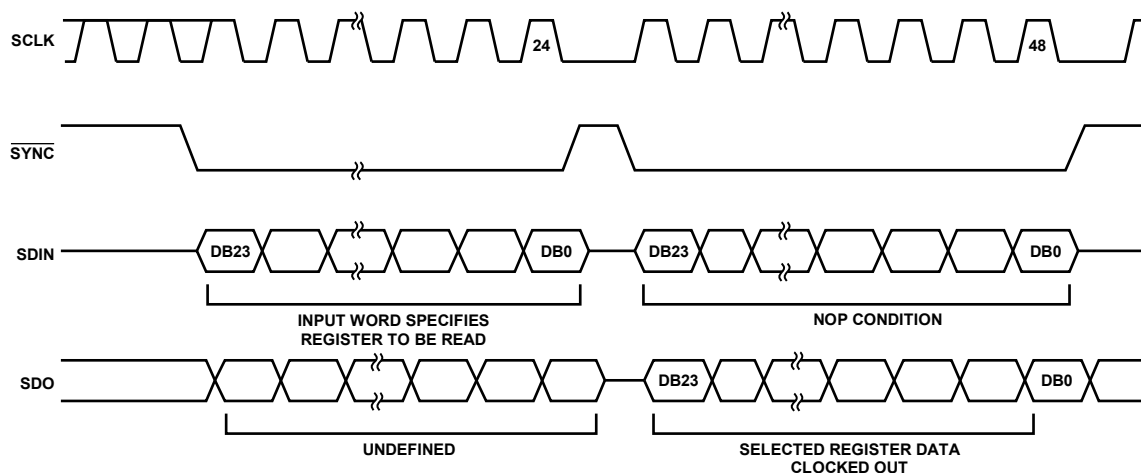 SCLK
24
48
SYNC
SDIN
DB23
DB0
DB23
DB0
INPUT WORD SPECIFIES
REGISTER TO BE READ
NOP CONDITION
SDO
DB23
DB0
UNDEFINED
SELECTED REGISTER DATA
CLOCKED OUT